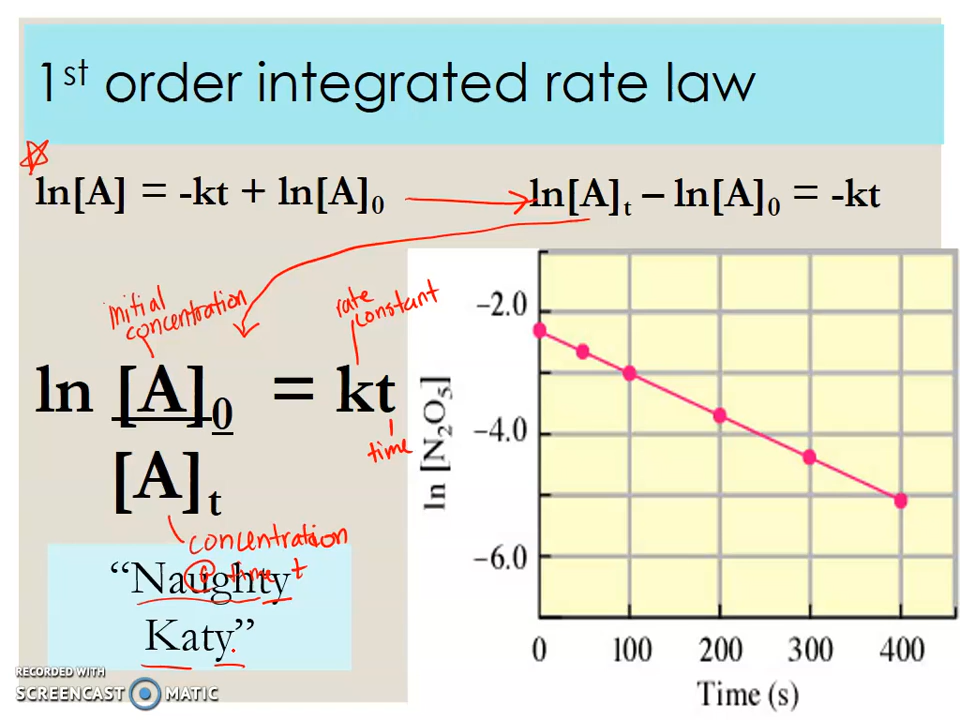 1st order integrated rate law
ln[A] = -kt + ln[A]0
ln[A]t – ln[A]0 = -kt
initial
concentration
rate
constant
ln [A]0 = kt
[A]t
time
concentration
@ time t
“Naughty
Katy”
ln [N2O5]
–2.0
–4.0
–6.0
0 100 200 300 400
Time (s)
RECORDED WITH
SCREENCAST MATIC